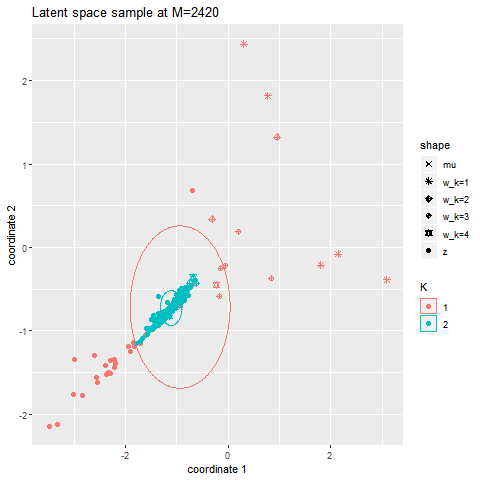 Latent space sample at M=2420
coordinate 2
2
1
0
-1
-2
-2
0
2
coordinate 1
shape
mu
w_k=1
w_k=2
w_k=3
w_k=4
z
K
1
2